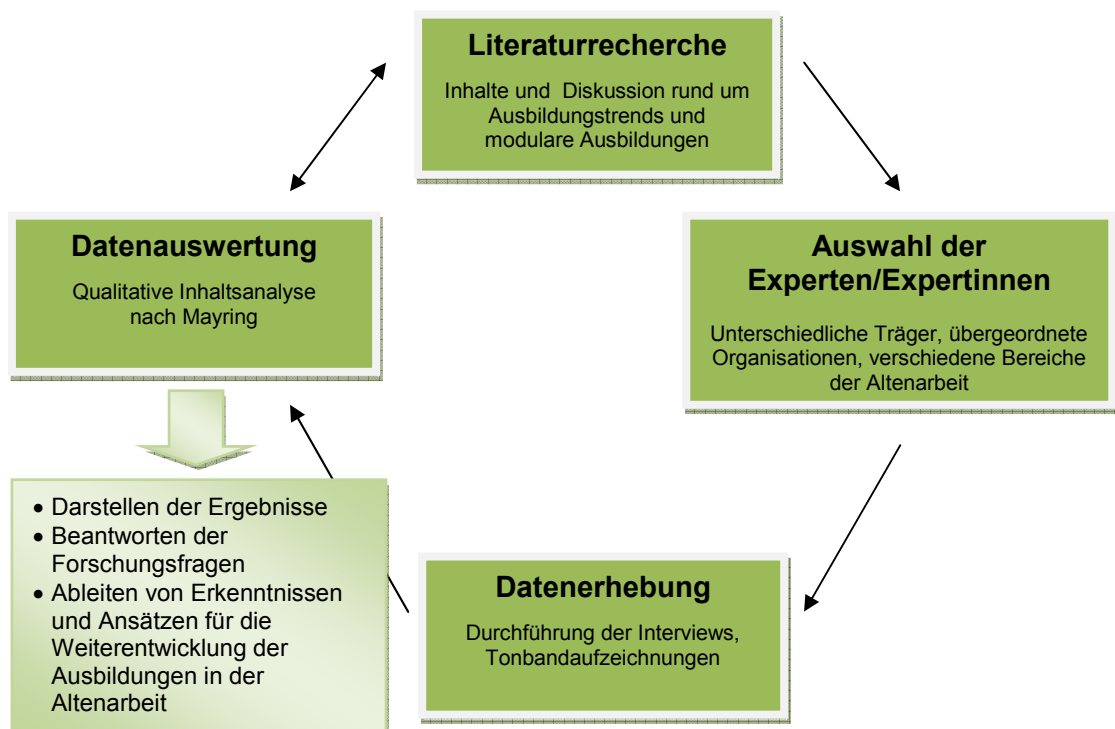 Literaturrecherche
Inhalte und Diskussion rund um
Ausbildungstrends und
modulare Ausbildungen
Auswahl der
Experten/Expertinnen
Unterschiedliche Träger, übergeordnete
Organisationen, verschiedene Bereiche
der Altenarbeit
Datenerhebung
Durchführung der Interviews,
Tonbandaufzeichnungen
Datenauswertung
Qualitative Inhaltsanalyse
nach Mayring
• Darstellen der Ergebnisse
• Beantworten der
Forschungsfragen
• Ableiten von Erkenntnissen
und Ansätzen für die
Weiterentwicklung der
Ausbildungen in der
Altenarbeit